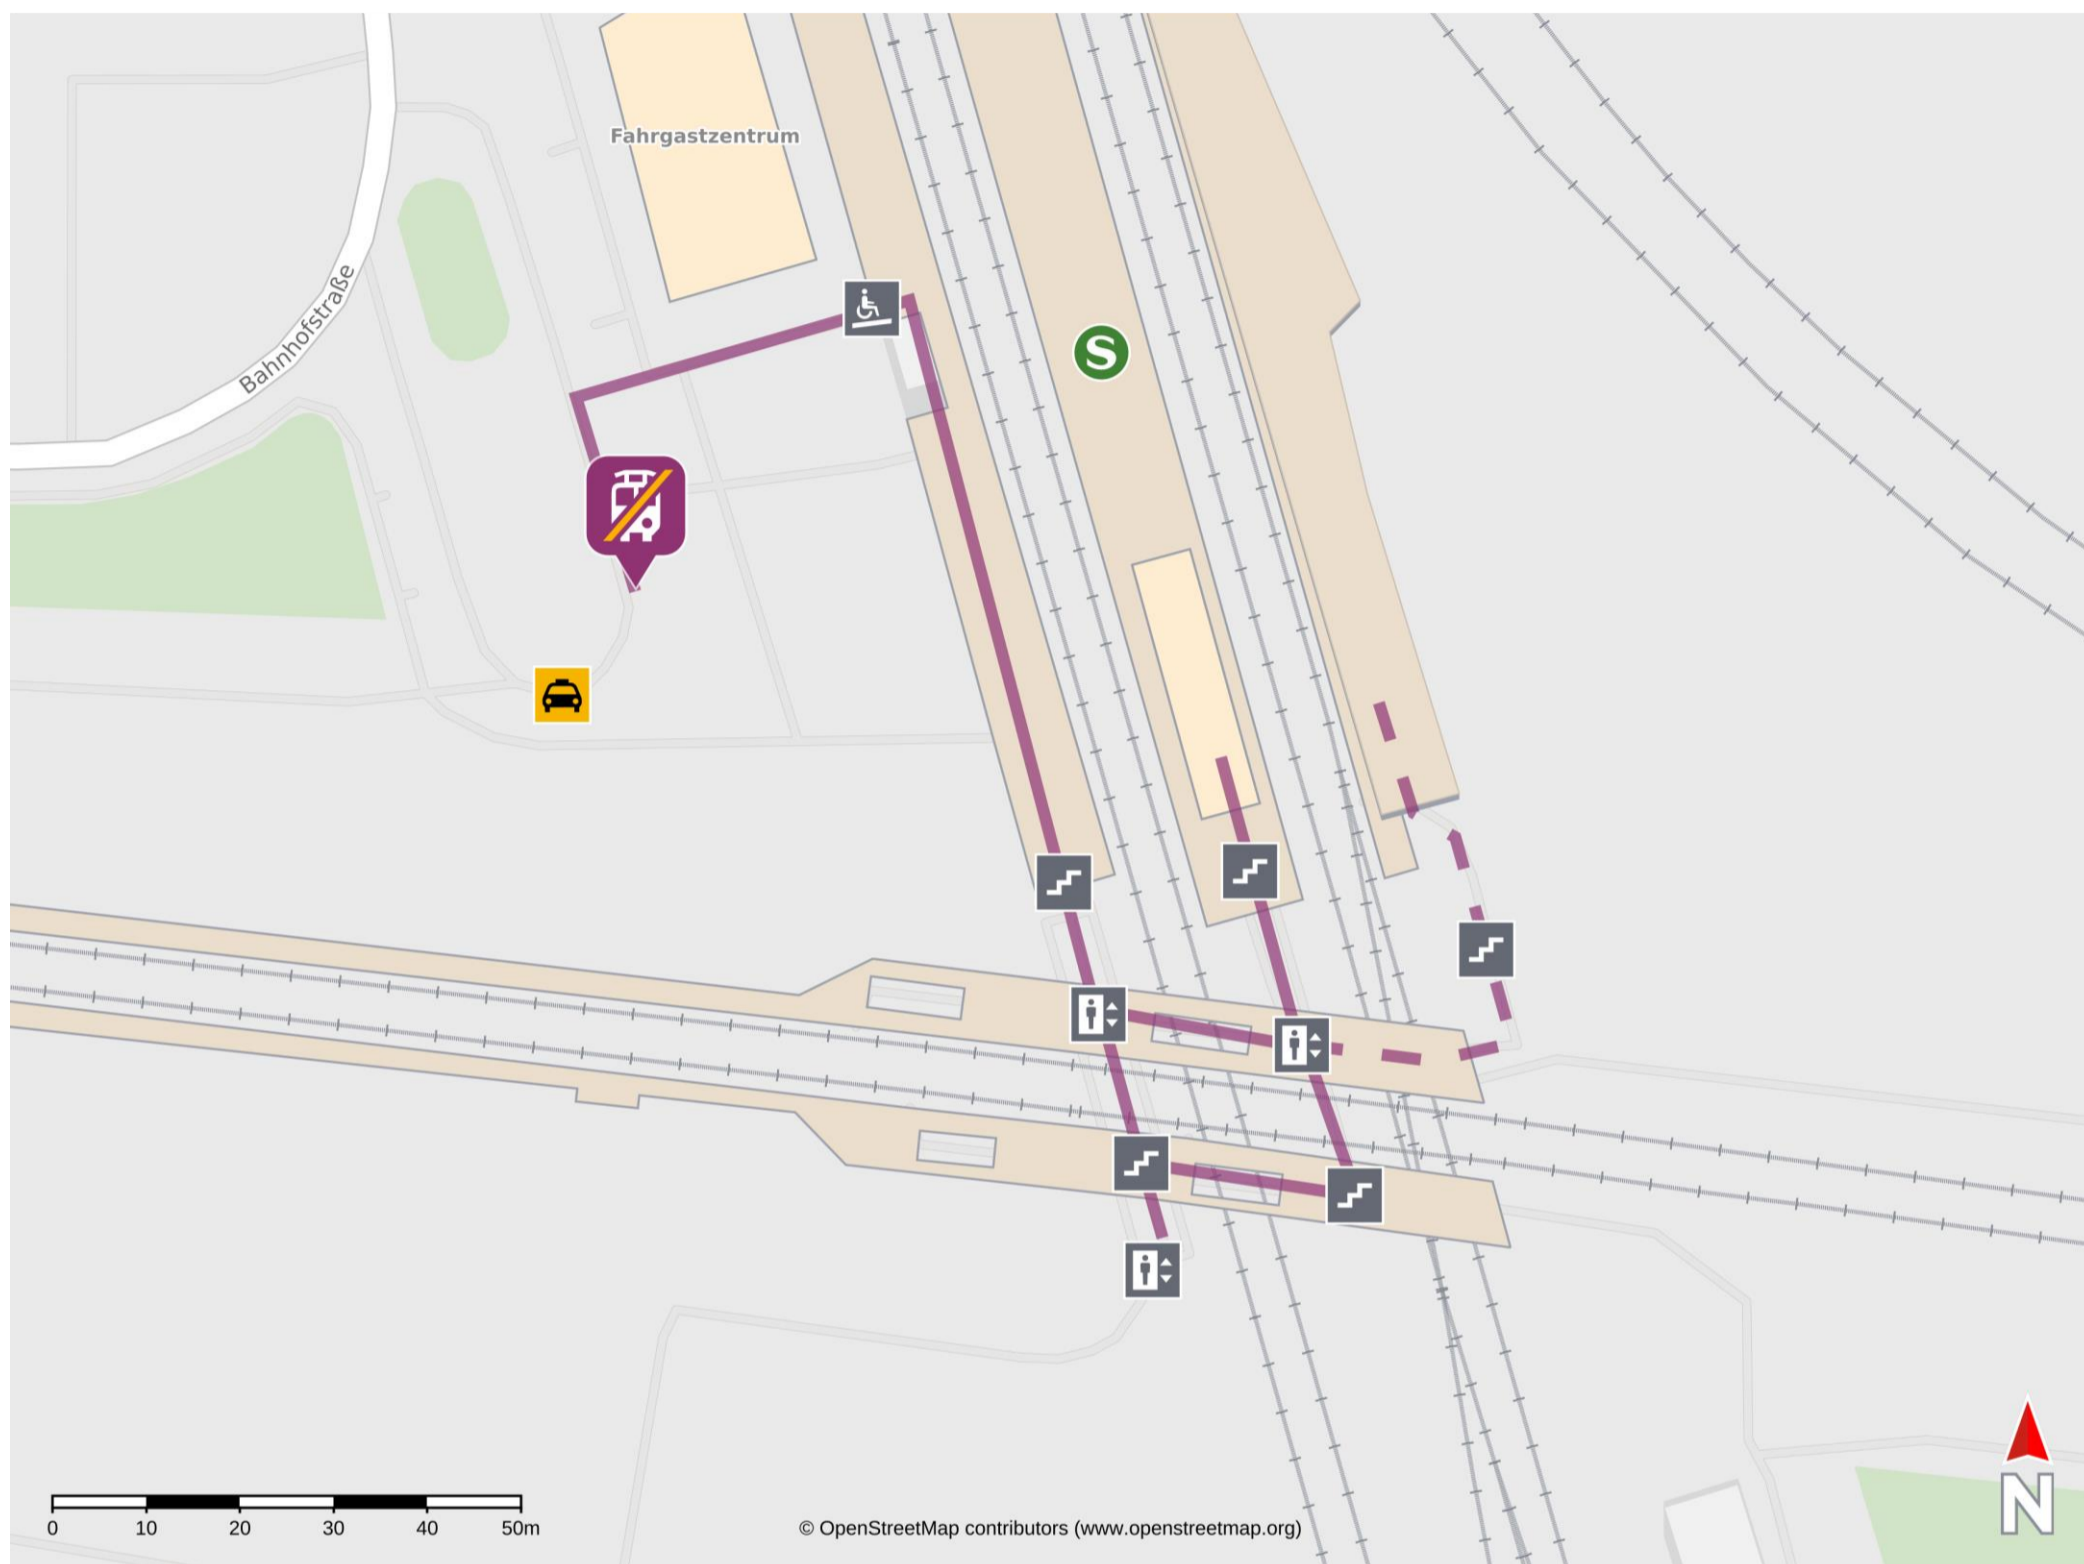 Fahrgastzentrum
Bahnhofstraße
S
0 10 20 30 40 50m
© OpenStreetMap contributors (www.openstreetmap.org)
N